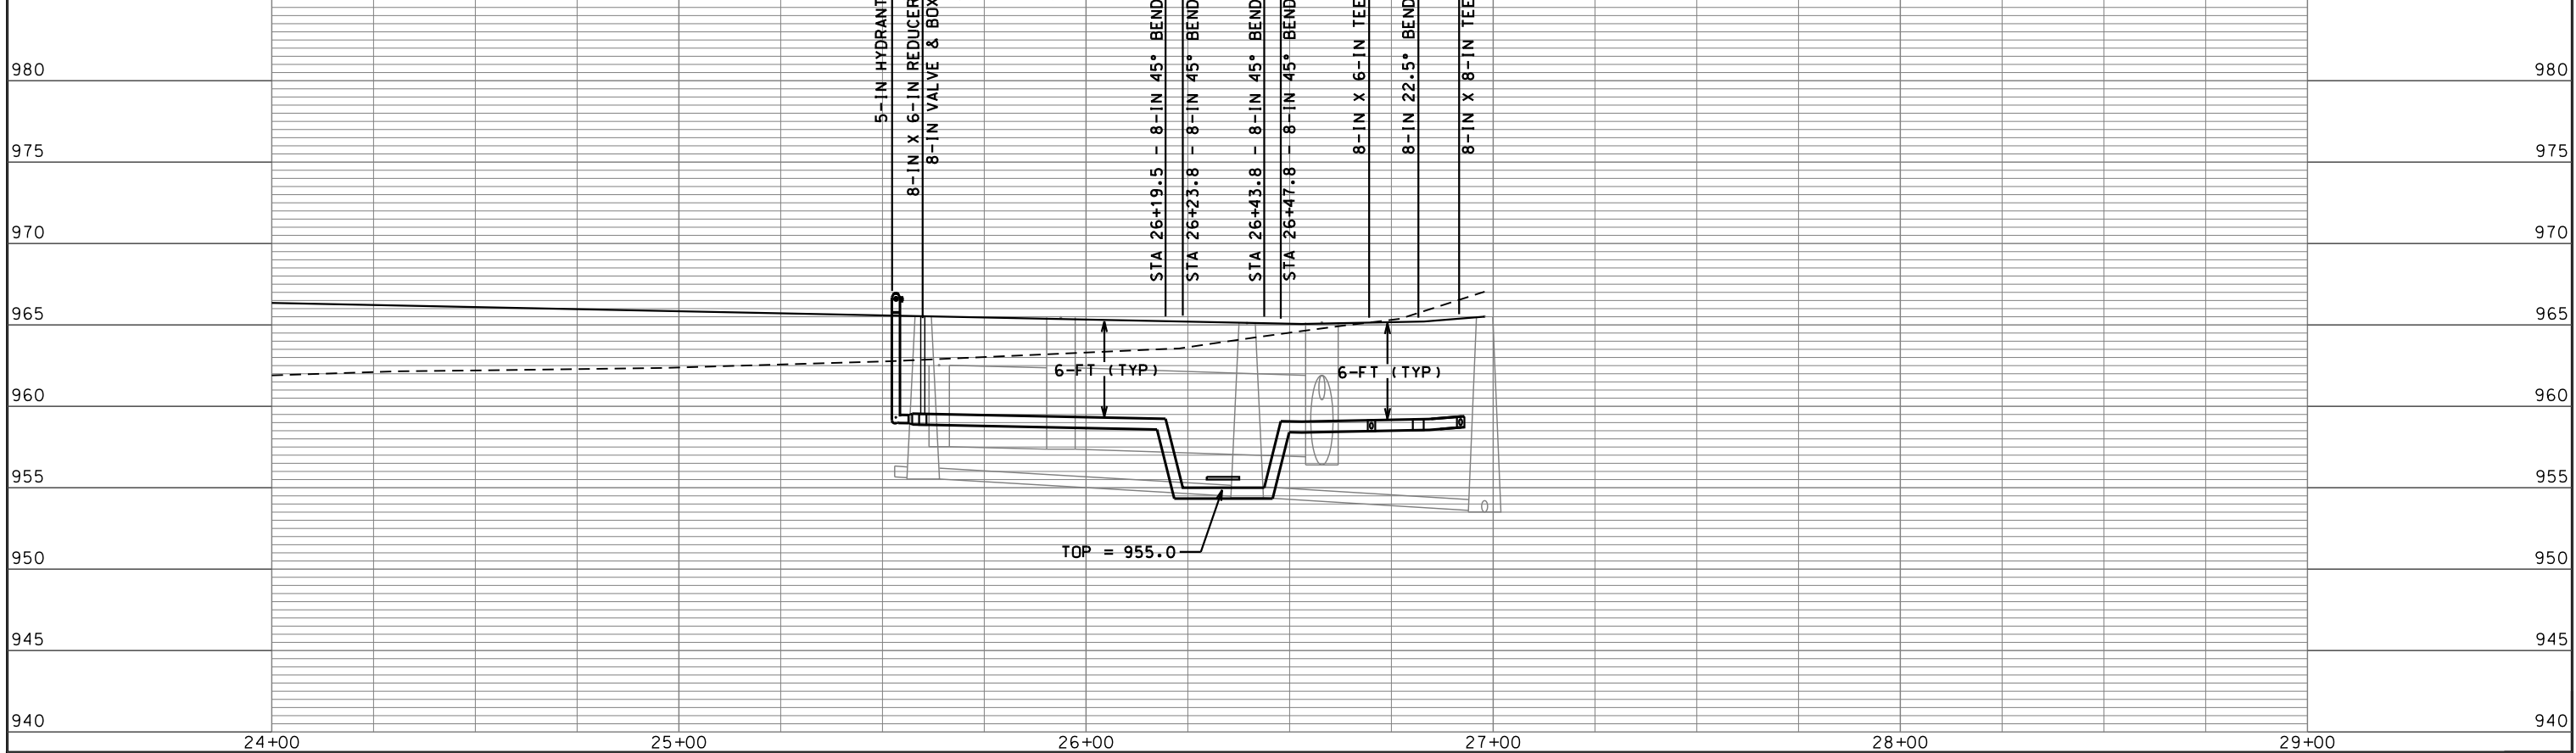 5-IN HYDRANT
8-IN X 6-IN REDUCER
8-IN VALVE & BOX
STA 26+19.5 - 8-IN 45° BEND
STA 26+23.8 - 8-IN 45° BEND
STA 26+43.8 - 8-IN 45° BEND
STA 26+47.8 - 8-IN 45° BEND
8-IN X 6-IN TEE
8-IN 22.5° BEND
8-IN X 8-IN TEE
980 980
975 975
970 970
965 965
6-FT (TYP) 6-FT (TYP)
960 960
955 955
TOP = 955.0
950 950
945 945
940 940
24+00 25+00 26+00 27+00 28+00 29+00